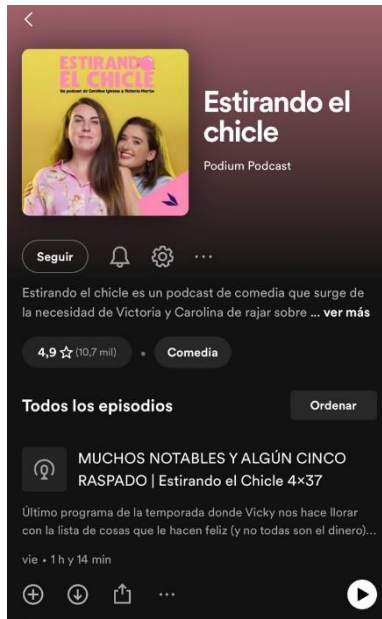 ESTIRANDO
EL CHICLE
Un podcast de Carolina Iglesias y Victoria Martín
Estirando el
chicle
Podium Podcast
Seguir
Estirando el chicle es un podcast de comedia que surge de
la necesidad de Victoria y Carolina de rajar sobre ... ver más
4,9 ☆ (10,7 mil) • Comedia
Todos los episodios
Ordenar
MUCHOS NOTABLES Y ALGÚN CINCO
RASPADO | Estirando el Chicle 4×37
Último programa de la temporada donde Vicky nos hace llorar
con la lista de cosas que le hacen feliz (y no todas son el dinero)...
vie • 1 h y 14 min